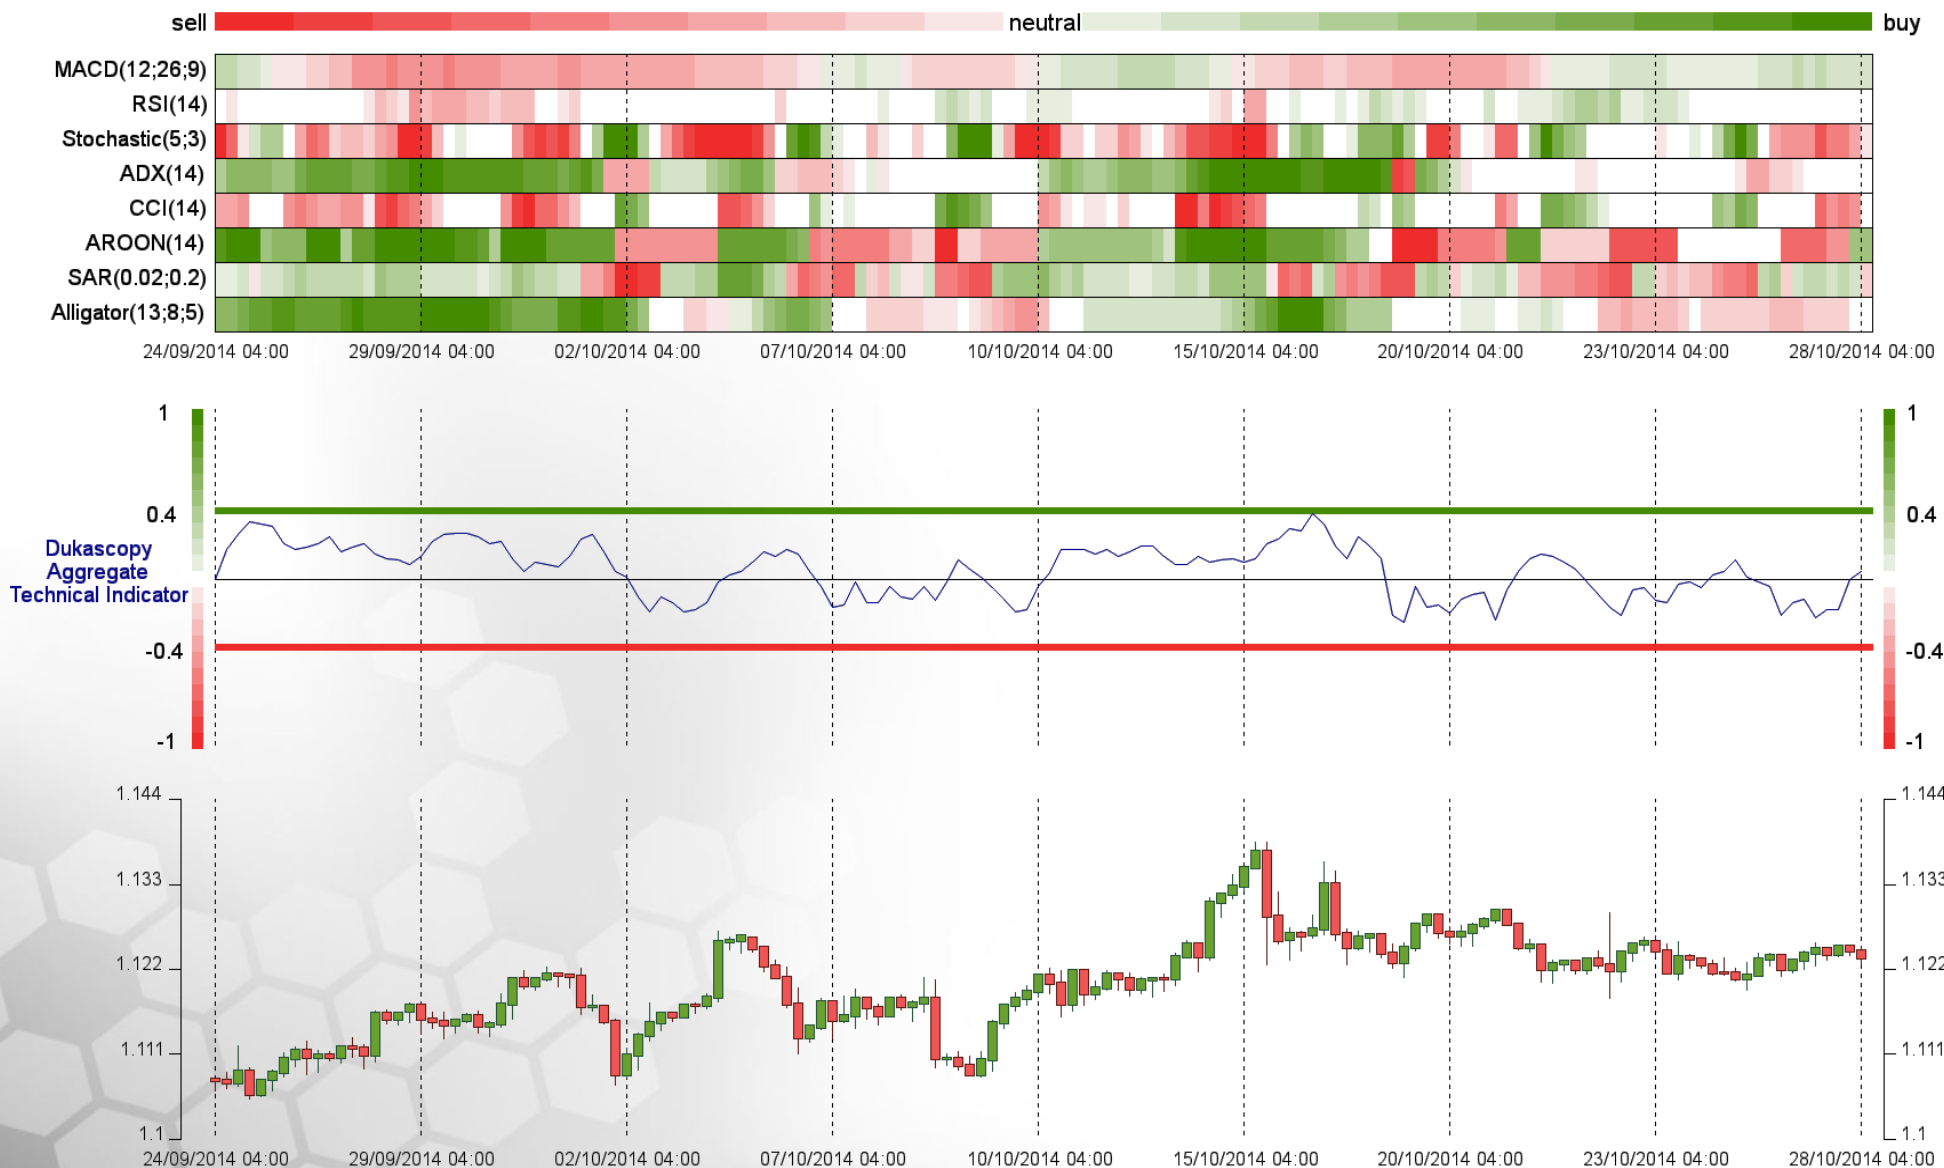 sell neutral buy
MACD(12;26;9)
RSI(14)
Stochastic(5;3)
ADX(14)
CCI(14)
AROON(14)
SAR(0.02;0.2)
Alligator(13;8;5)
24/09/2014 04:00 29/09/2014 04:00 02/10/2014 04:00 07/10/2014 04:00 10/10/2014 04:00 15/10/2014 04:00 20/10/2014 04:00 23/10/2014 04:00 28/10/2014 04:00
1 1
0.4 0.4
Dukascopy
Aggregate
Technical Indicator
-0.4 -0.4
-1 -1
1.144 1.144
1.133 1.133
1.122 1.122
1.111 1.111
1.1 1.1
24/09/2014 04:00 29/09/2014 04:00 02/10/2014 04:00 07/10/2014 04:00 10/10/2014 04:00 15/10/2014 04:00 20/10/2014 04:00 23/10/2014 04:00 28/10/2014 04:00